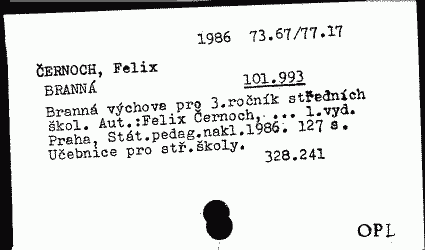 1986 73.67/77.17
ČERNOCH, Felix
BRANNÁ 101.993
Branná výchova pro 3.ročník středních
škol. Aut.:Felix Černoch, ... 1.vyd.
Praha, Stát.pedag.nakl.1986. 127 s.
Učebnice pro stř.školy.
328.241
OPL